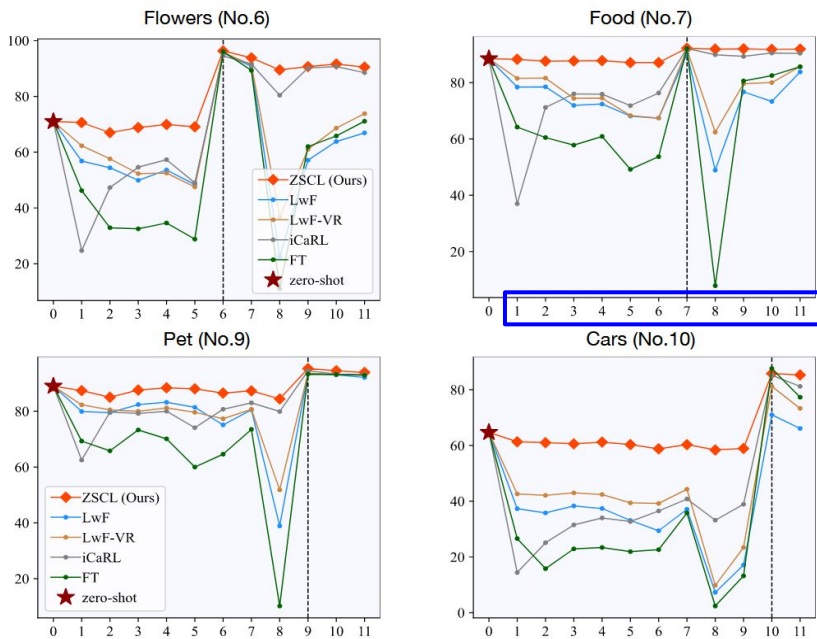 Flowers (No.6)
100
80
60
40
20
0 1 2 3 4 5 6 7 8 9 10 11
ZSCL (Ours)
LwF
LwF-VR
iCaRL
FT
zero-shot
Food (No.7)
80
60
40
20
0 1 2 3 4 5 6 7 8 9 10 11
Pet (No.9)
100
80
60
40
20
0 1 2 3 4 5 6 7 8 9 10 11
ZSCL (Ours)
LwF
LwF-VR
iCaRL
FT
zero-shot
Cars (No.10)
80
60
40
20
0
0 1 2 3 4 5 6 7 8 9 10 11